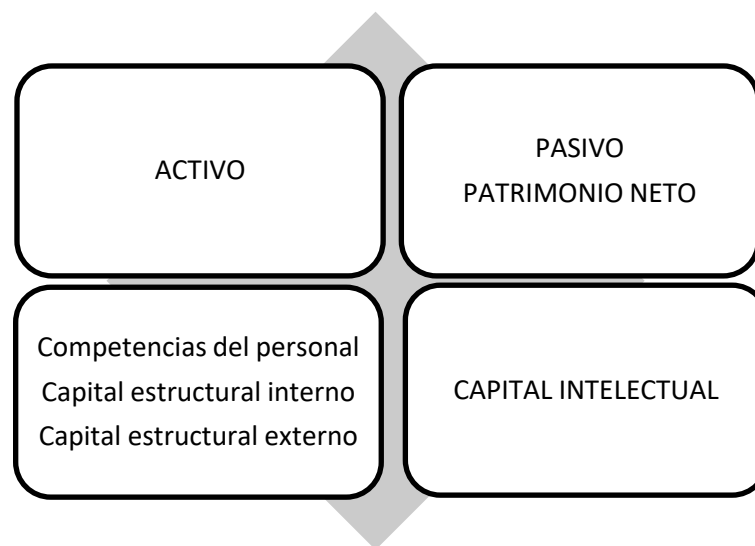 ACTIVO
PASIVO
PATRIMONIO NETO
Competencias del personal
Capital estructural interno
Capital estructural externo
CAPITAL INTELECTUAL